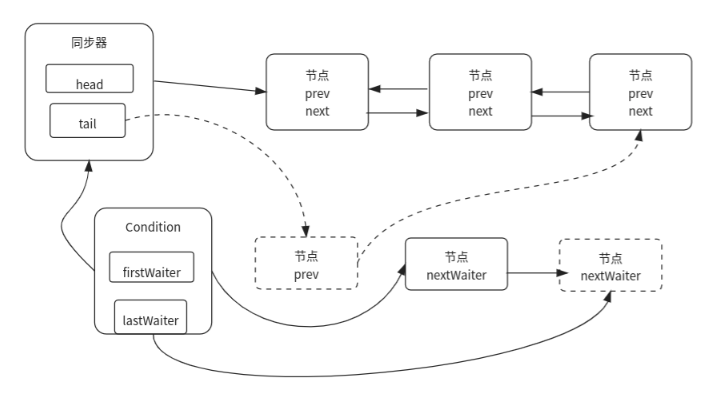 同步器
head
tail
节点
prev
next
节点
prev
next
节点
prev
next
Condition
firstWaiter
lastWaiter
节点
prev
节点
nextWaiter
节点
nextWaiter